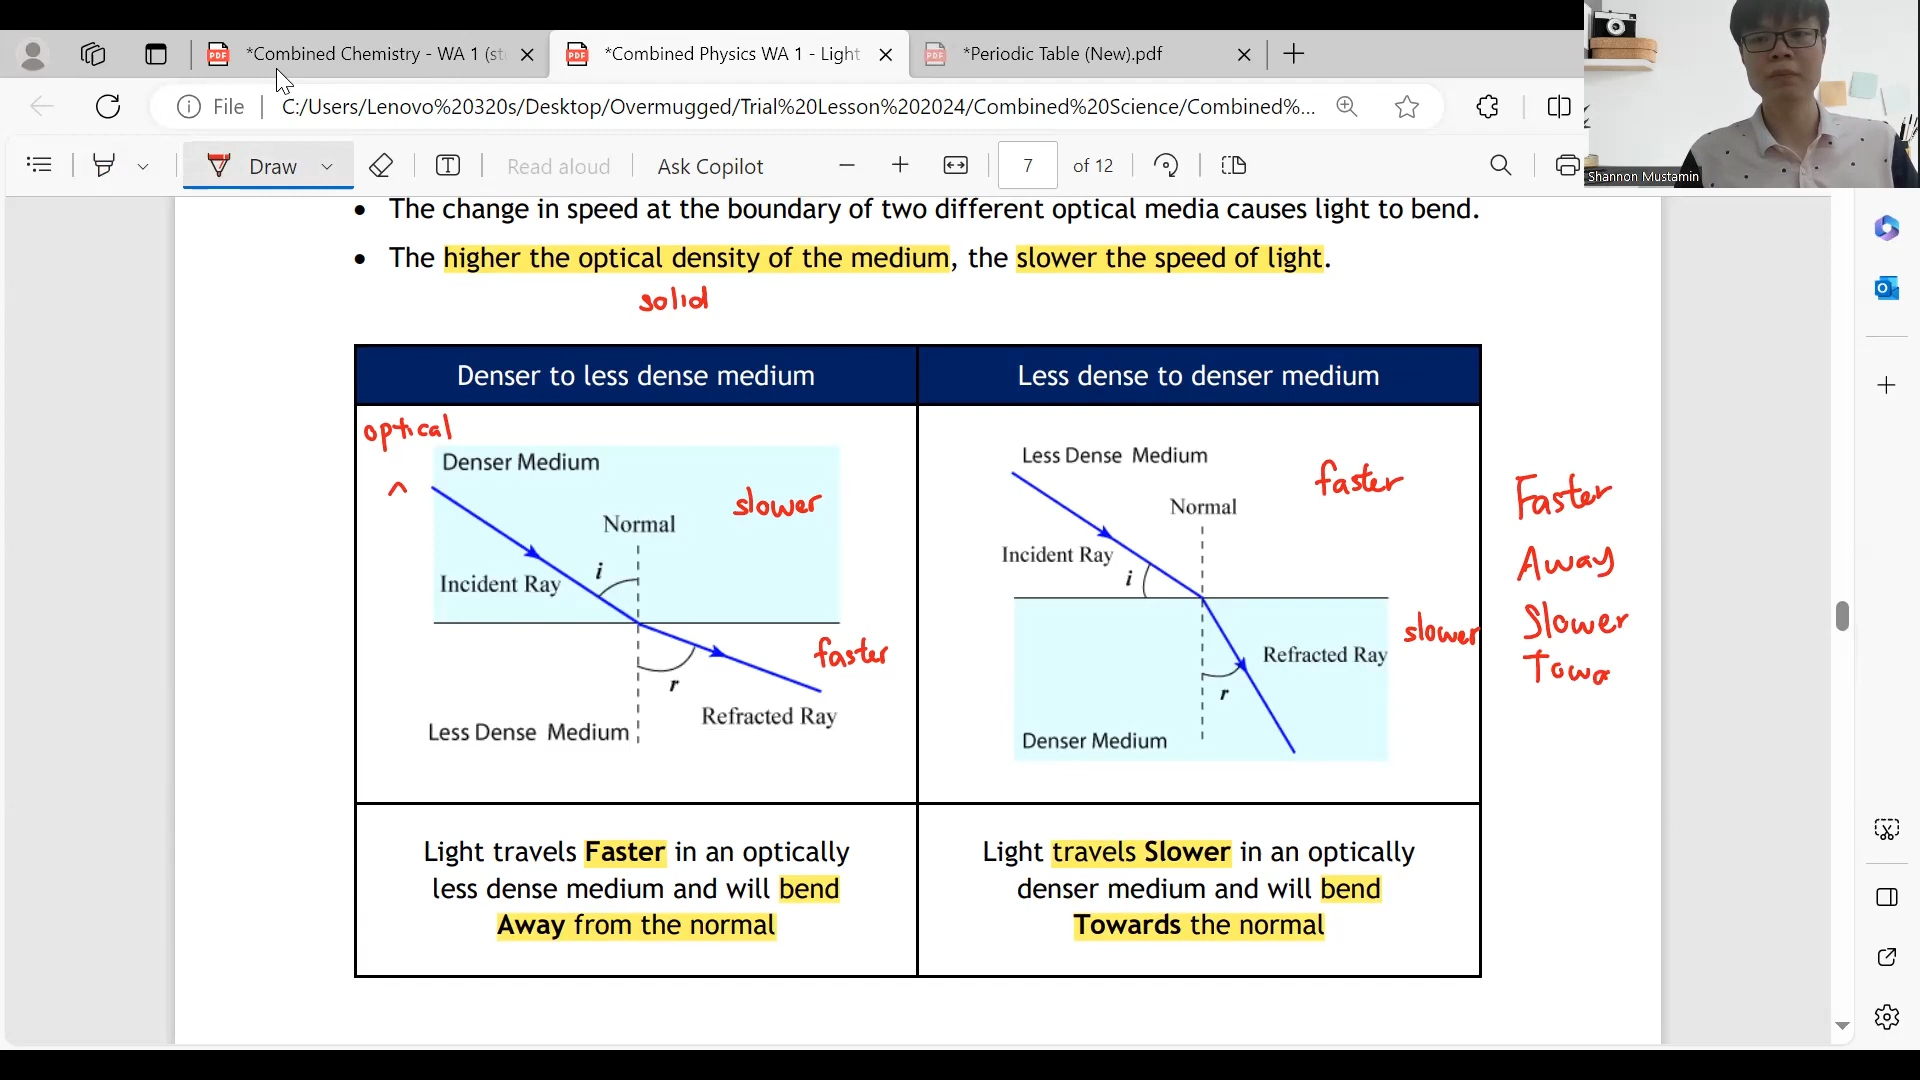 *Combined Chemistry - WA 1 (st
*Combined Physics WA 1 - Light
*Periodic Table (New).pdf
File
C:/Users/Lenovo%20320s/Desktop/Overmugged/Trial%20Lesson%202024/Combined%20Science/Combined%...
Draw
Read aloud
Ask Copilot
7 of 12
Shannon Mustamin
• The change in speed at the boundary of two different optical media causes light to bend.
• The higher the optical density of the medium, the slower the speed of light.
solid
Denser to less dense medium
optical
Denser Medium
^
slower
Normal
i
Incident Ray
faster
r
Refracted Ray
Less Dense Medium
Light travels Faster in an optically
less dense medium and will bend
Away from the normal
Less dense to denser medium
Less Dense Medium
faster
Normal
Incident Ray
i
slower
Refracted Ray
r
Denser Medium
Light travels Slower in an optically
denser medium and will bend
Towards the normal
Faster
Away
Slower
Towa